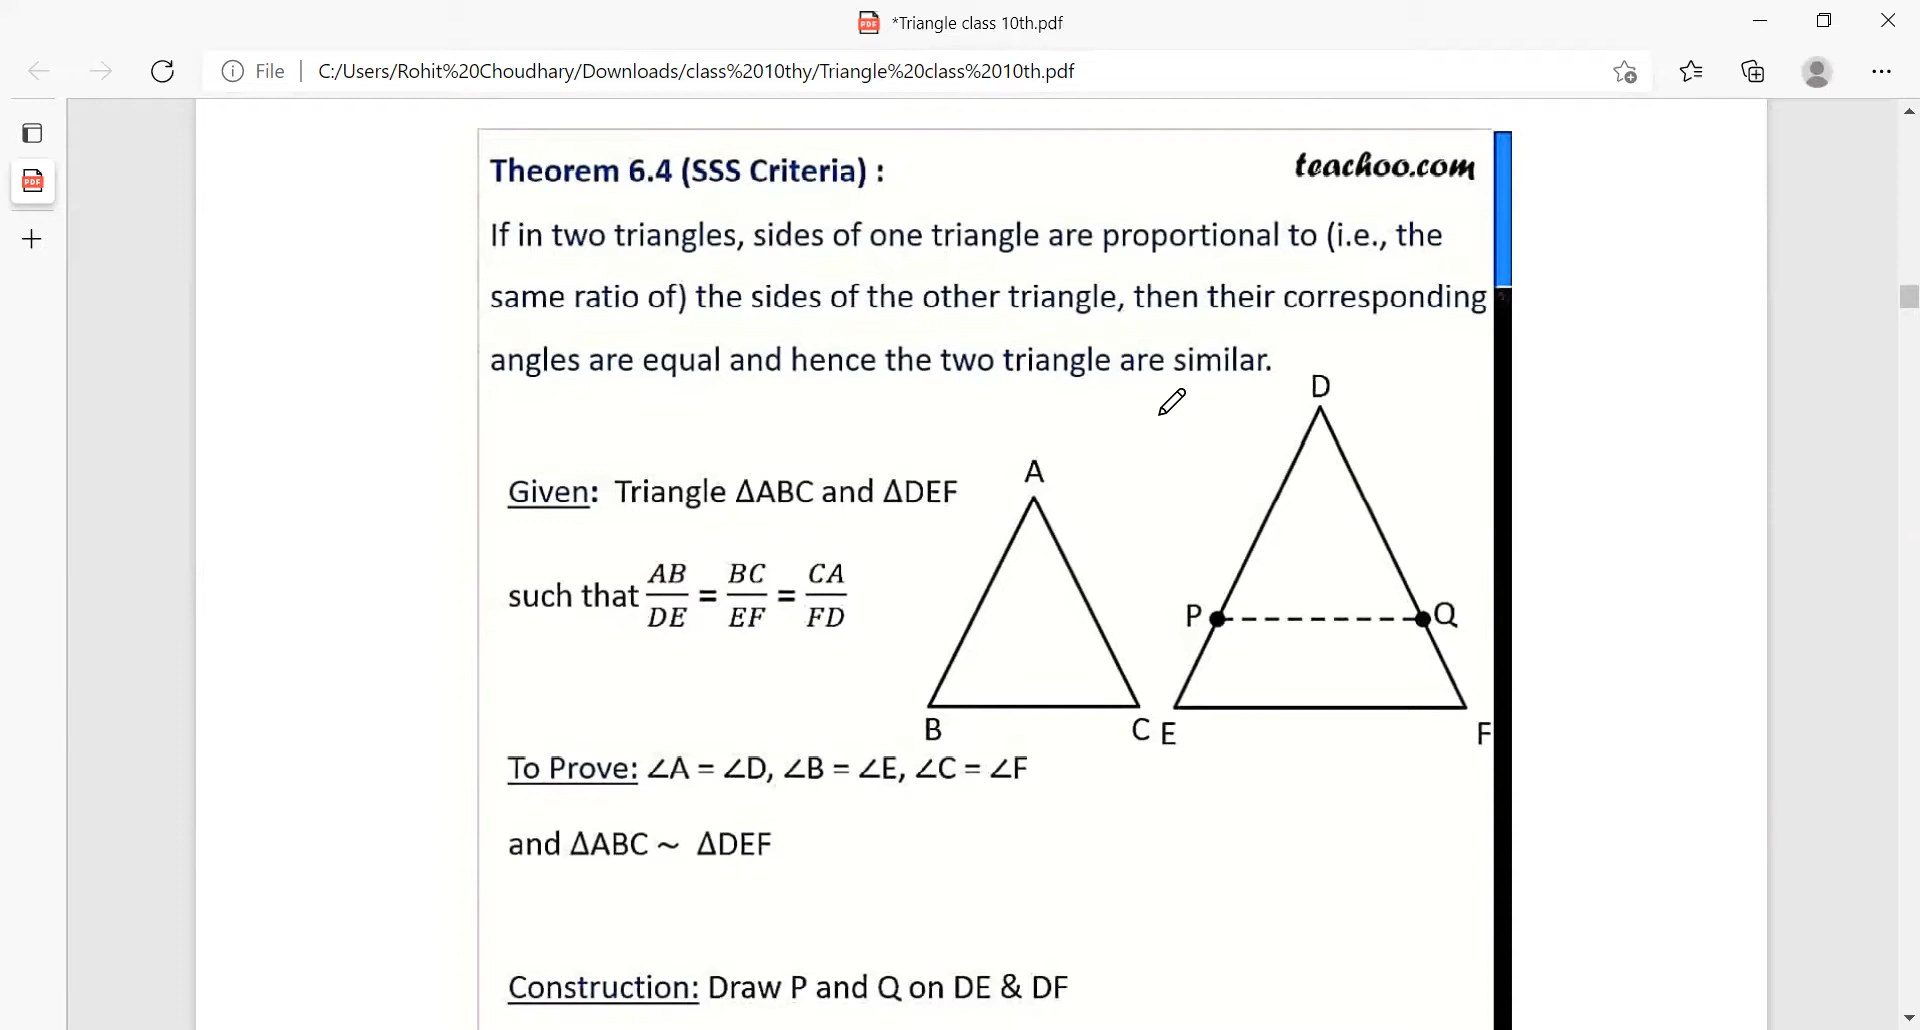 *Triangle class 10th.pdf
File | C:/Users/Rohit%20Choudhary/Downloads/class%2010thy/Triangle%20class%2010th.pdf
PDF
Theorem 6.4 (SSS Criteria) :
teachoo.com
If in two triangles, sides of one triangle are proportional to (i.e., the
same ratio of) the sides of the other triangle, then their corresponding
angles are equal and hence the two triangle are similar.
D
A
Given: Triangle ΔABC and ΔDEF
such that AB/DE = BC/EF = CA/FD
P Q
B C E F
To Prove: ∠A = ∠D, ∠B = ∠E, ∠C = ∠F
and ΔABC ~ ΔDEF
Construction: Draw P and Q on DE & DF